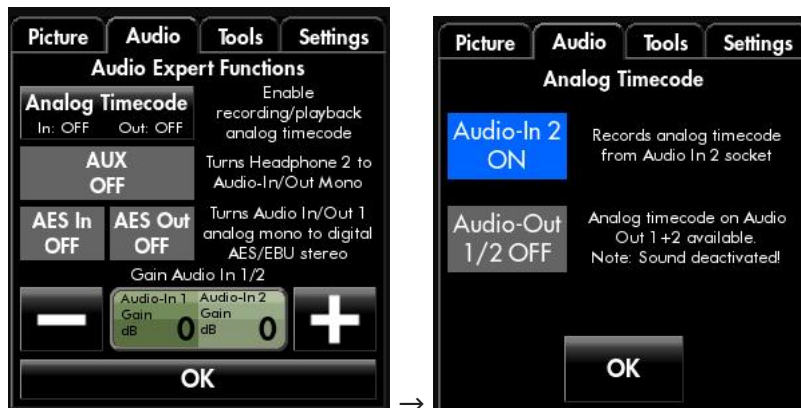 Picture Audio Tools Settings
Audio Expert Functions
Analog Timecode
In: OFF Out: OFF
Enable
recording/playback
analog timecode
AUX
OFF
Turns Headphone 2 to
Audio-In/Out Mono
AES In
OFF
AES Out
OFF
Turns Audio In/Out 1
analog mono to digital
AES/EBU stereo
Gain Audio In 1/2
Audio-In 1
Gain
dB 0
Audio-In 2
Gain
dB 0
OK
→
Picture Audio Tools Settings
Analog Timecode
Audio-In 2
ON
Records analog timecode
from Audio In 2 socket
Audio-Out
1/2 OFF
Analog timecode on Audio
Out 1+2 available.
Note: Sound deactivated!
OK